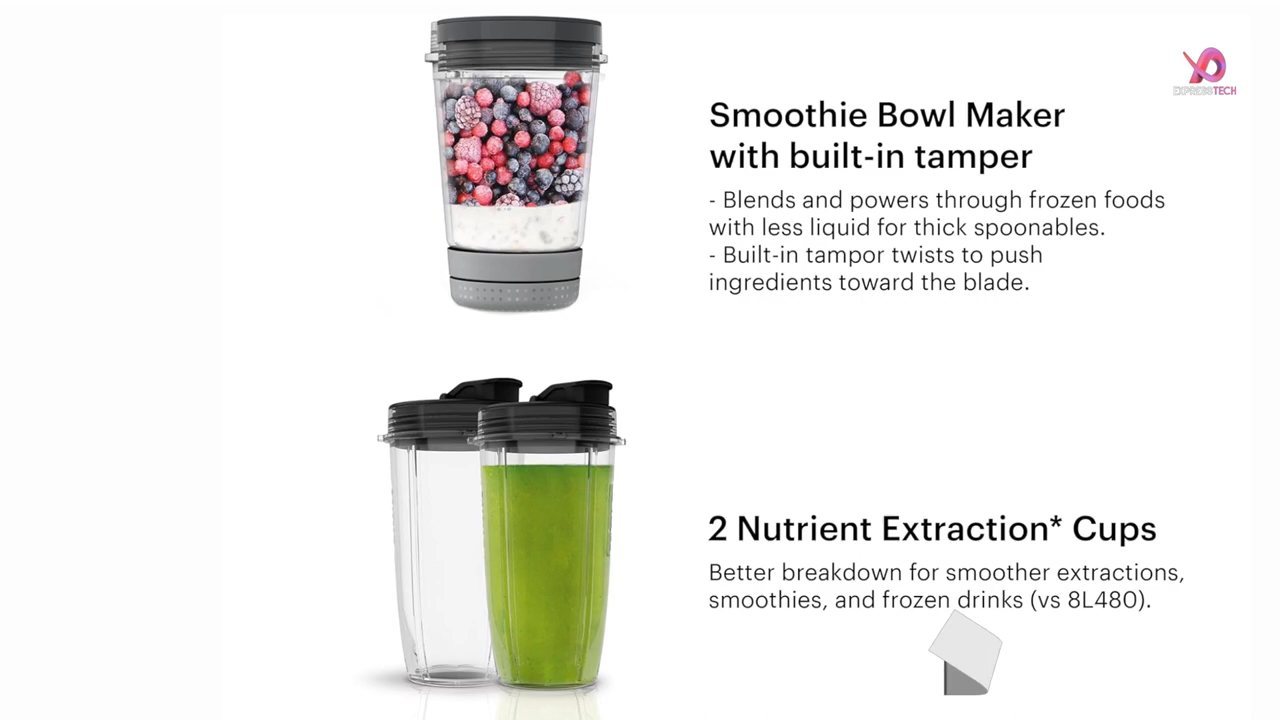 EXPRESSTECH
Smoothie Bowl Maker
with built-in tamper
- Blends and powers through frozen foods
with less liquid for thick spoonables.
- Built-in tampor twists to push
ingredients toward the blade.
2 Nutrient Extraction* Cups
Better breakdown for smoother extractions,
smoothies, and frozen drinks (vs 8L480).